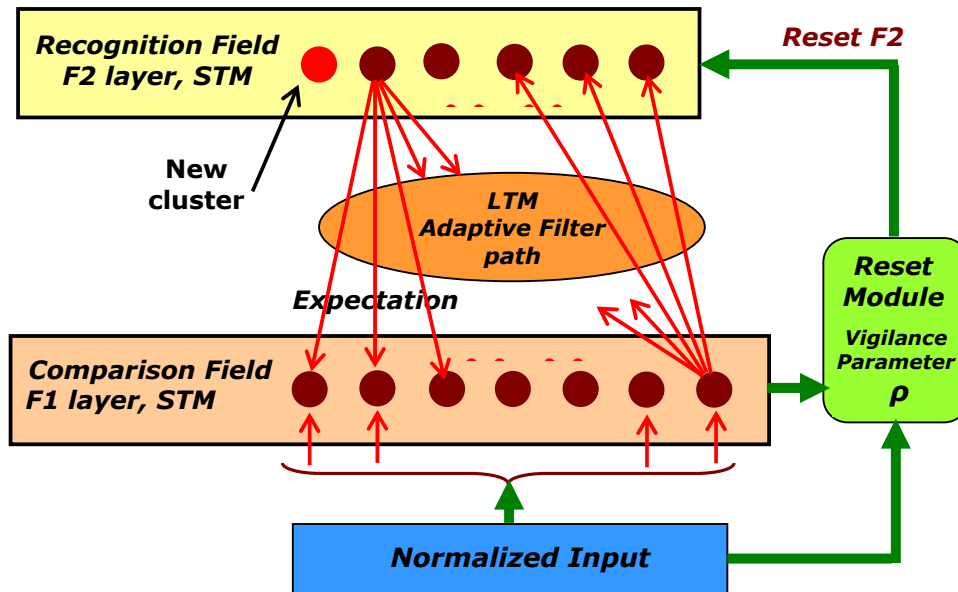 Recognition Field
F2 layer, STM
Reset F2
New
cluster
LTM
Adaptive Filter
path
Expectation
Reset
Module
Vigilance
Parameter
ρ
Comparison Field
F1 layer, STM
Normalized Input